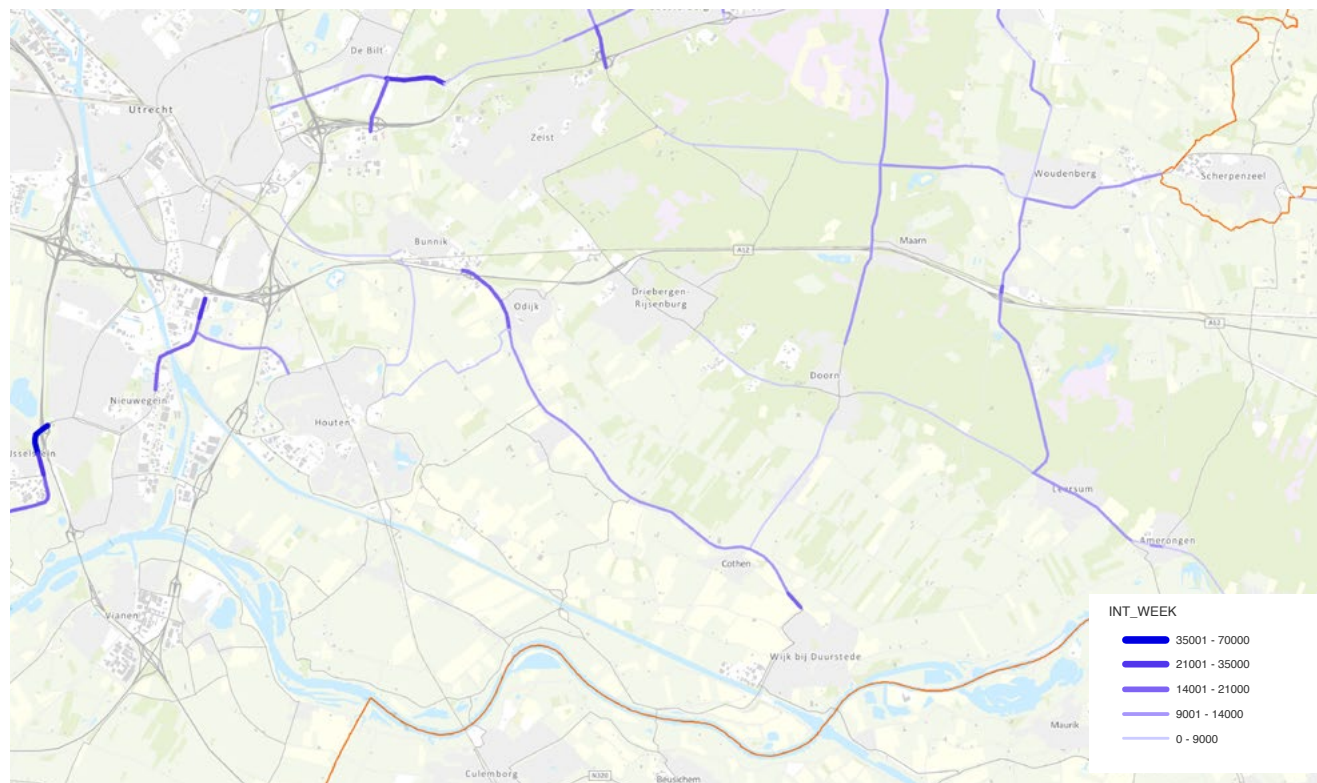 De Bilt
Utrecht
Zeist
Woudenberg
Scherpenzeel
Bunnik
Maarn
A12
Driebergen-
Rijsenburg
Odijk
A12
Doorn
Nieuwegein
Houten
Jsselstein
Leersum
Amerongen
Cothen
Vianen
Wijk bij Duurstede
Maurik
Culemborg
N320
Beusichem
INT_WEEK
35001 - 70000
21001 - 35000
14001 - 21000
9001 - 14000
0 - 9000